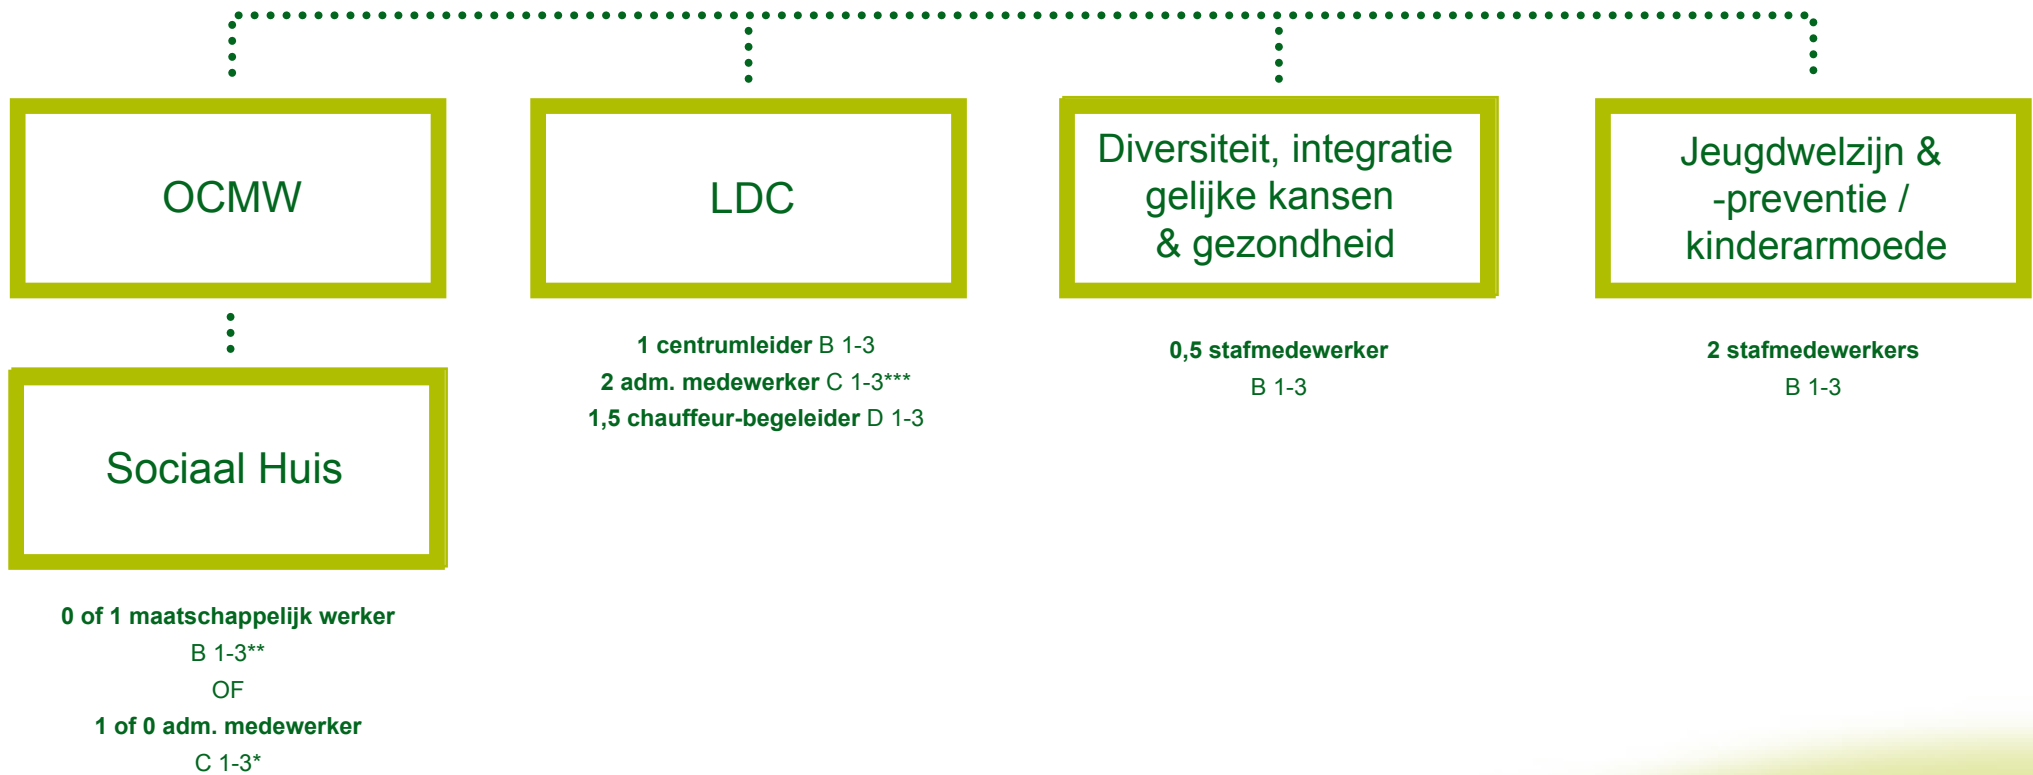 OCMW
LDC
Diversiteit, integratie
gelijke kansen
& gezondheid
Jeugdwelzijn &
-preventie /
kinderarmoede
1 centrumleider B 1-3
2 adm. medewerker C 1-3***
1,5 chauffeur-begeleider D 1-3
0,5 stafmedewerker
B 1-3
2 stafmedewerkers
B 1-3
Sociaal Huis
0 of 1 maatschappelijk werker
B 1-3**
OF
1 of 0 adm. medewerker
C 1-3*